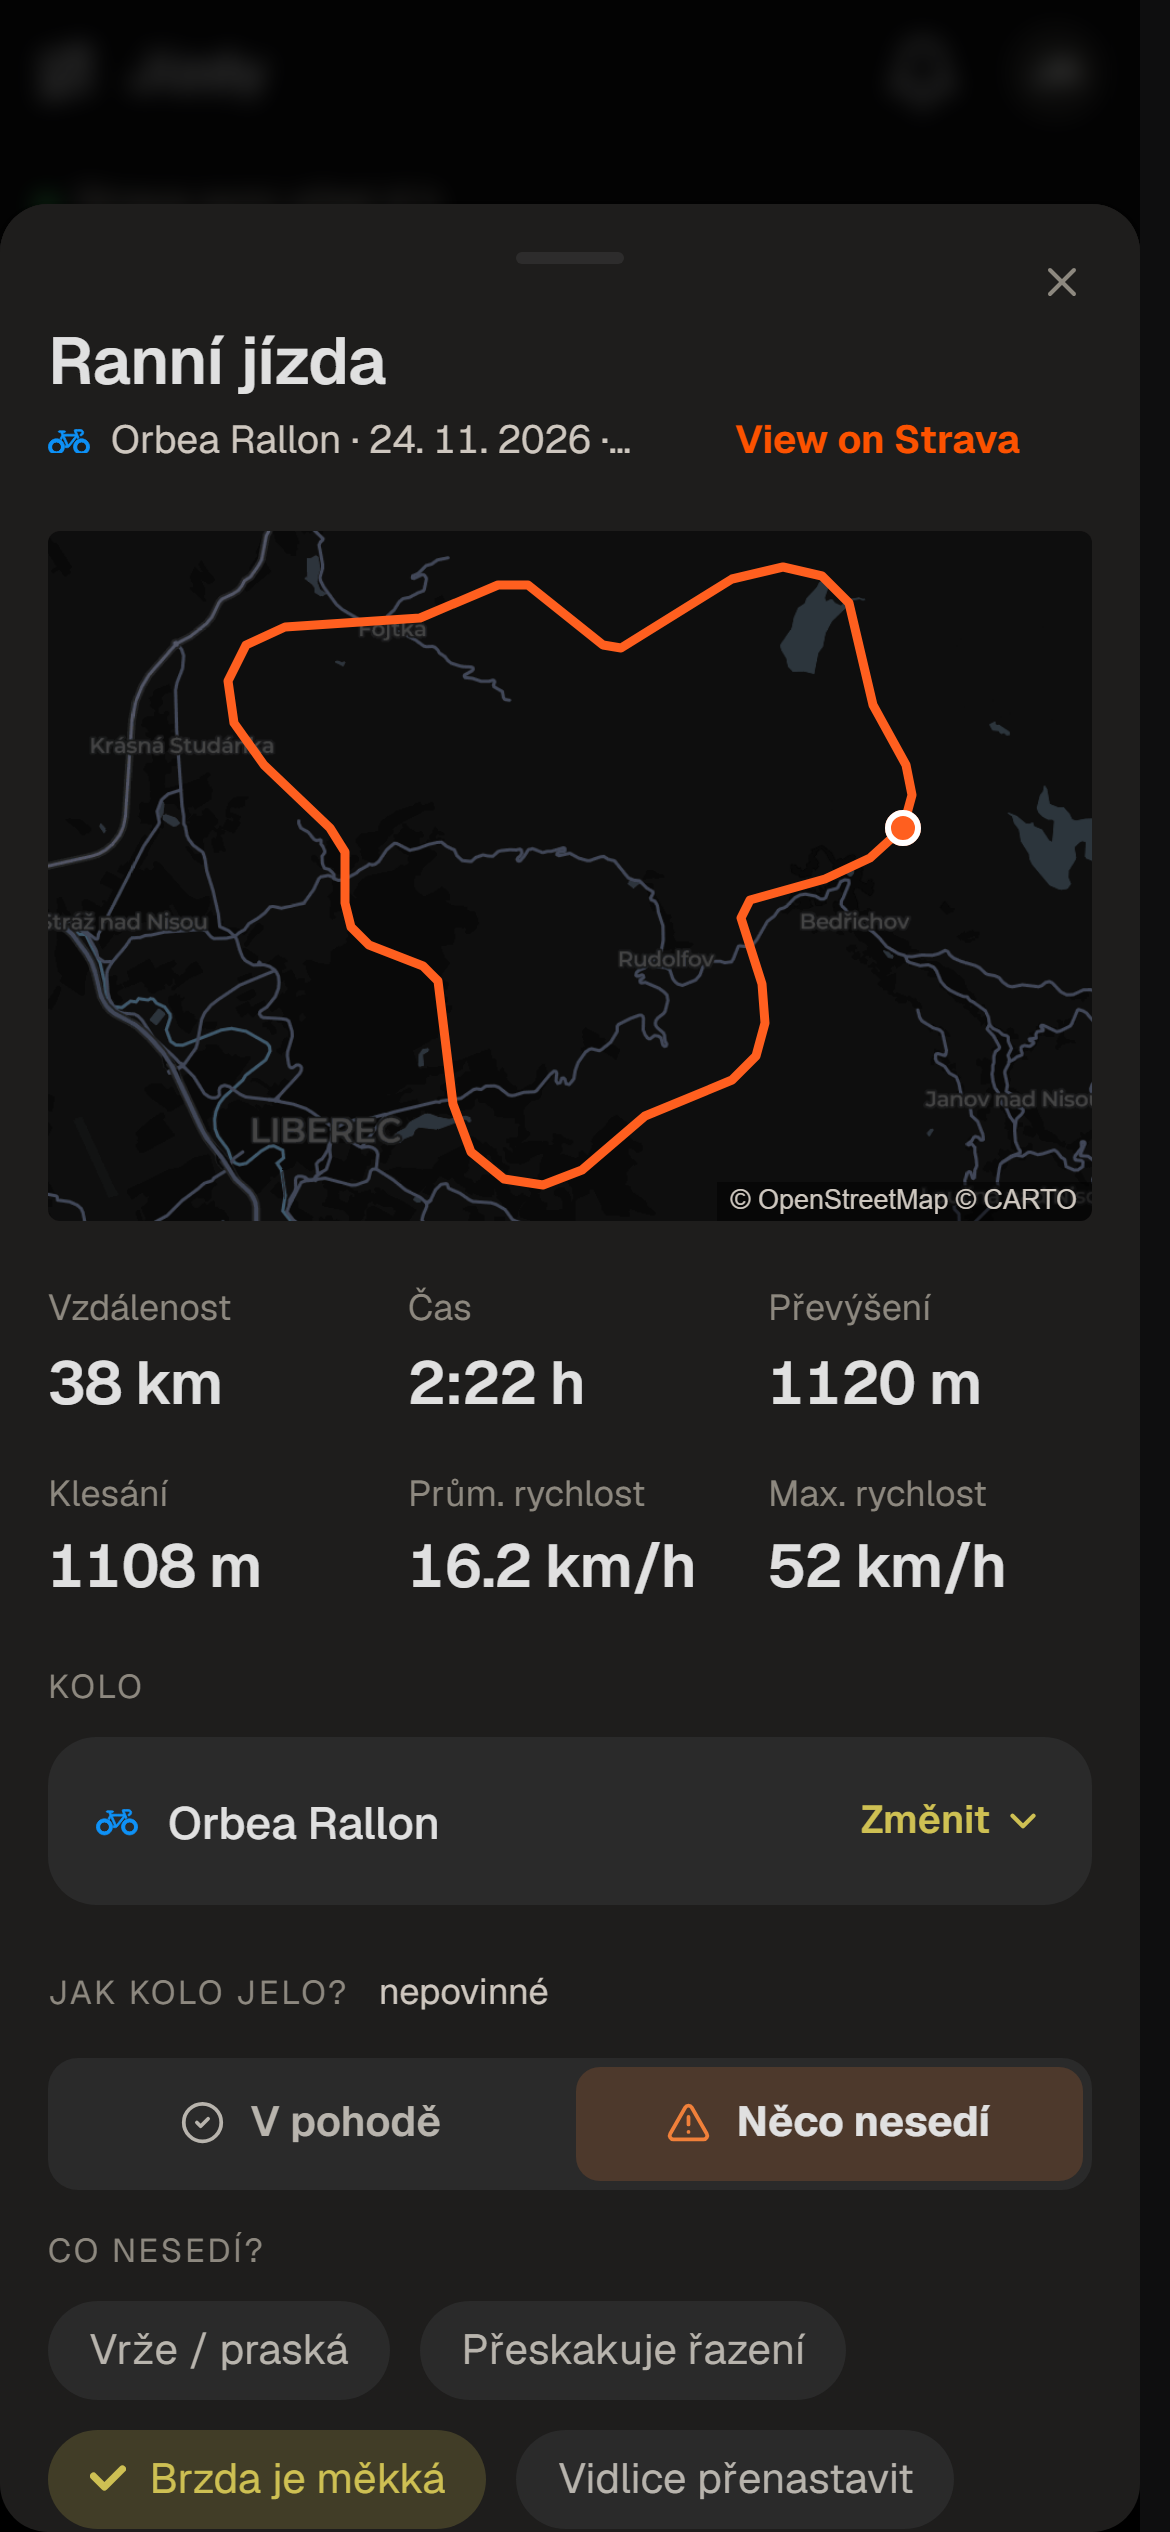 Ranní jízda
Orbea Rallon · 24. 11. 2026 ·...
View on Strava
Fojtka
Krásná Studánka
Stráž nad Nisou
Rudolfov
Bedřichov
Janov nad Nisou
LIBEREC
© OpenStreetMap © CARTO
Vzdálenost Čas Převýšení
38 km 2:22 h 1120 m
Klesání Prům. rychlost Max. rychlost
1108 m 16.2 km/h 52 km/h
KOLO
Orbea Rallon Změnit
JAK KOLO JELO? nepovinné
V pohodě Něco nesedí
CO NESEDÍ?
Vrže / praská Přeskakuje řazení
Brzda je měkká Vidlice přenastavit